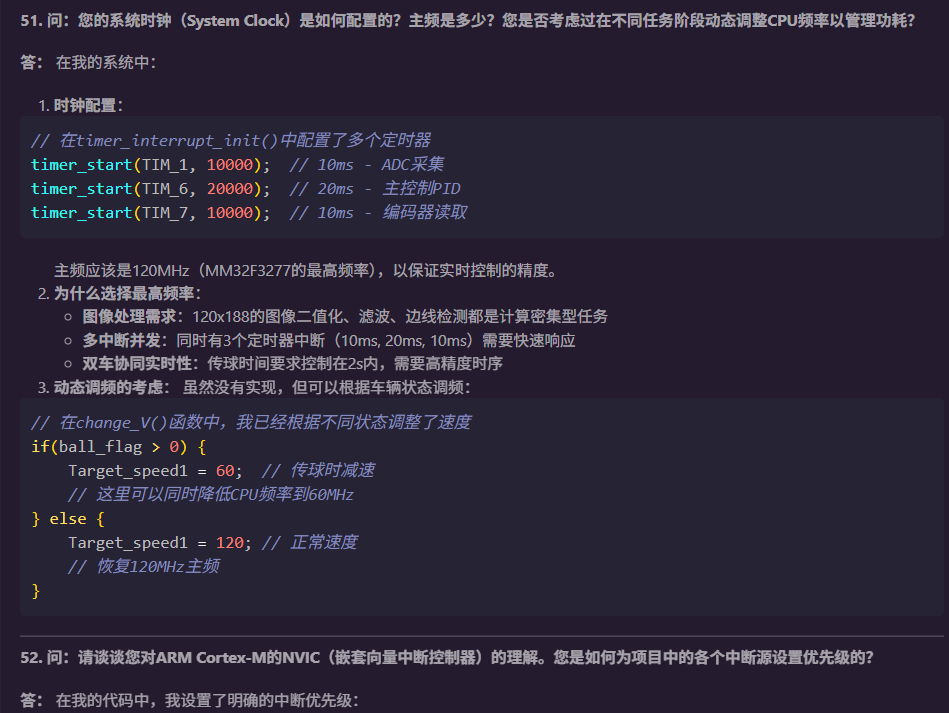 51. 问：您的系统时钟（System Clock）是如何配置的？主频是多少？您是否考虑过在不同任务阶段动态调整CPU频率以管理功耗？
答： 在我的系统中：
1. 时钟配置：
// 在timer_interrupt_init()中配置了多个定时器
timer_start(TIM_1, 10000);  // 10ms - ADC采集
timer_start(TIM_6, 20000);  // 20ms - 主控制PID
timer_start(TIM_7, 10000);  // 10ms - 编码器读取
主频应该是120MHz（MM32F3277的最高频率），以保证实时控制的精度。
2. 为什么选择最高频率：
○ 图像处理需求：120x188的图像二值化、滤波、边线检测都是计算密集型任务
○ 多中断并发：同时有3个定时器中断（10ms, 20ms, 10ms）需要快速响应
○ 双车协同实时性：传球时间要求控制在2s内，需要高精度时序
3. 动态调频的考虑： 虽然没有实现，但可以根据车辆状态调频：
// 在change_V()函数中，我已经根据不同状态调整了速度
if(ball_flag > 0) {
    Target_speed1 = 60;  // 传球时减速
    // 这里可以同时降低CPU频率到60MHz
} else {
    Target_speed1 = 120; // 正常速度
    // 恢复120MHz主频
}
52. 问：请谈谈您对ARM Cortex-M的NVIC（嵌套向量中断控制器）的理解。您是如何为项目中的各个中断源设置优先级的？
答： 在我的代码中，我设置了明确的中断优先级：